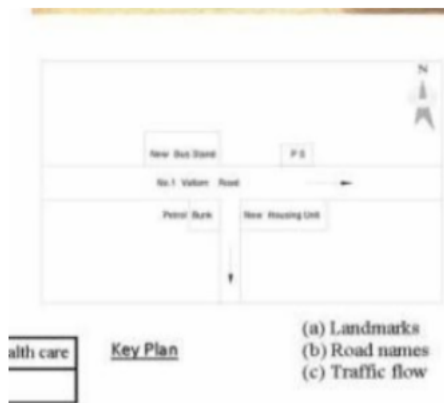 N
New Bus Stand
P S
No.1 Vallam Road
Petrol Bunk
New Housing Unit
alth care
Key Plan
(a) Landmarks
(b) Road names
(c) Traffic flow